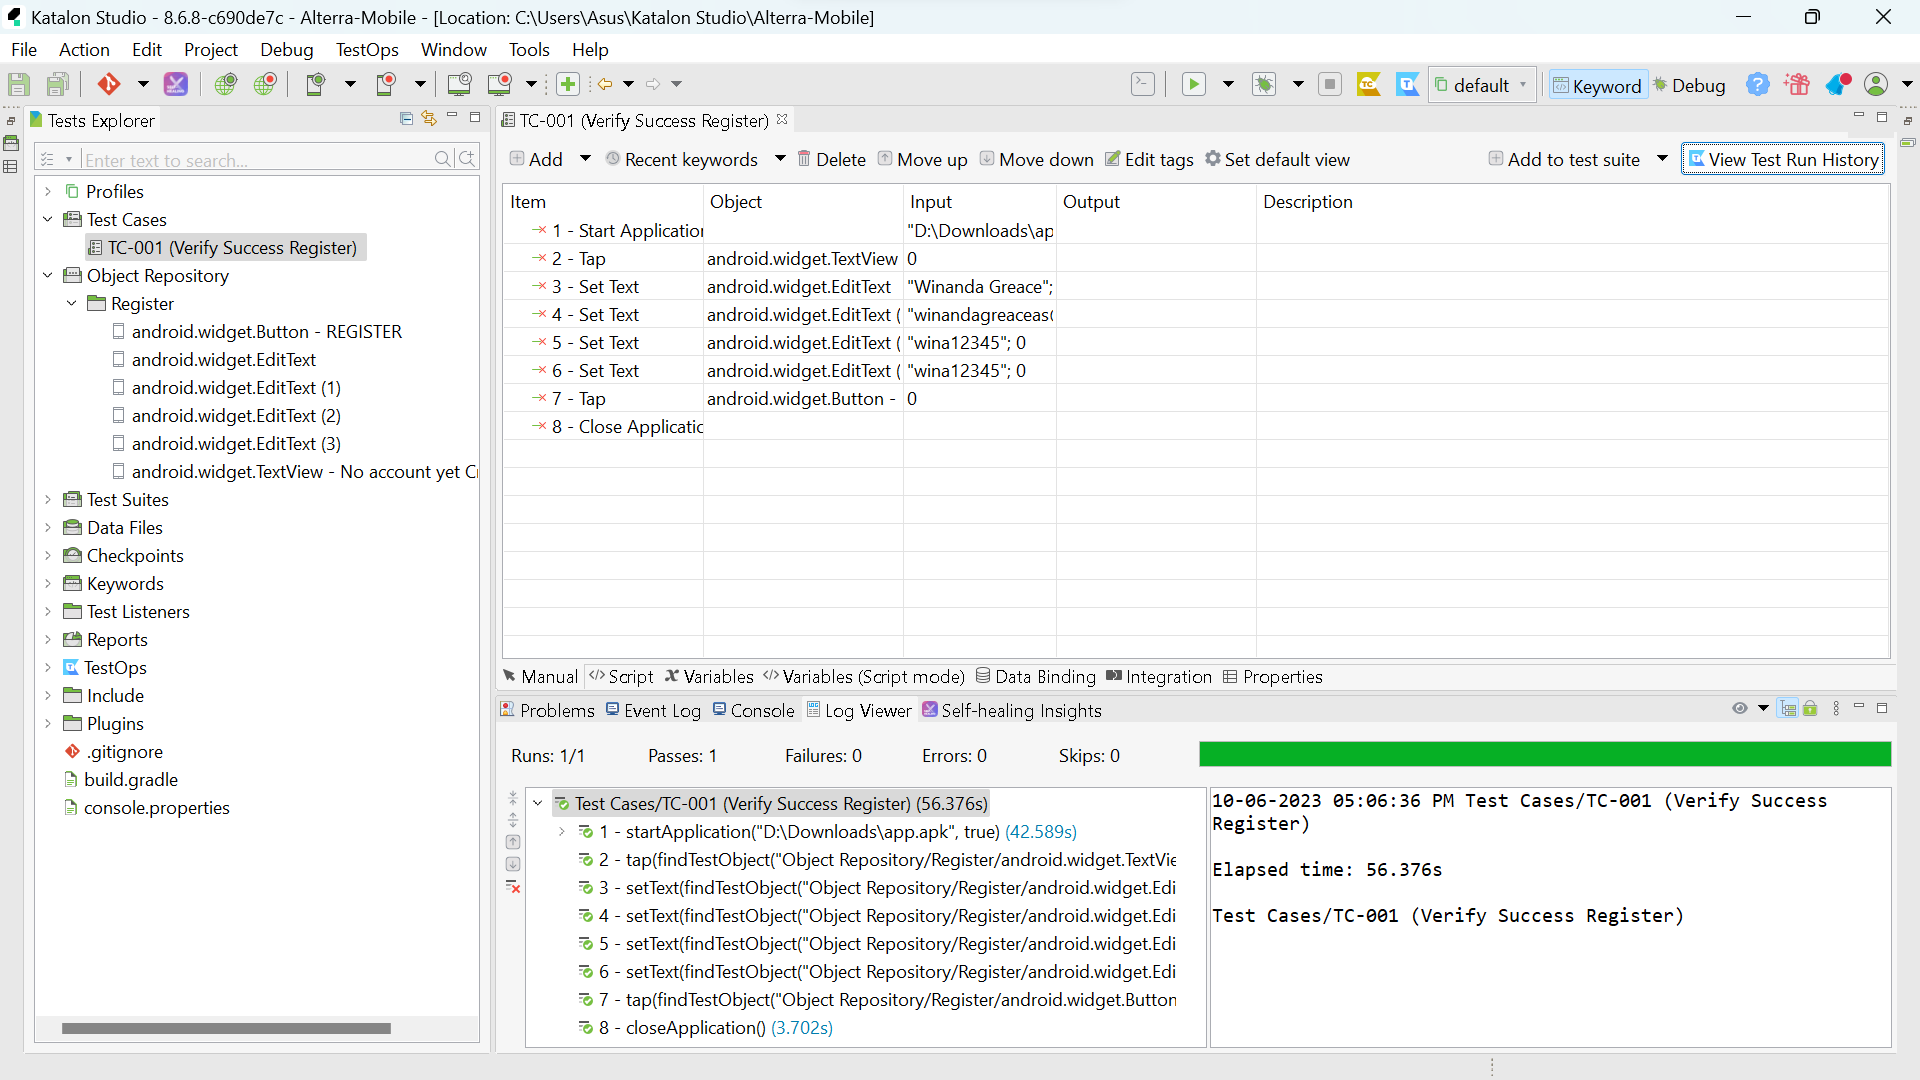 Katalon Studio - 8.6.8-c690de7c - Alterra-Mobile - [Location: C:\Users\Asus\Katalon Studio\Alterra-Mobile]
File Action Edit Project Debug TestOps Window Tools Help
default Keyword Debug
Tests Explorer
Enter text to search...
Profiles
Test Cases
TC-001 (Verify Success Register)
Object Repository
Register
android.widget.Button - REGISTER
android.widget.EditText
android.widget.EditText (1)
android.widget.EditText (2)
android.widget.EditText (3)
android.widget.TextView - No account yet C
Test Suites
Data Files
Checkpoints
Keywords
Test Listeners
Reports
TestOps
Include
Plugins
.gitignore
build.gradle
console.properties
TC-001 (Verify Success Register)
Add Recent keywords Delete Move up Move down Edit tags Set default view Add to test suite View Test Run History
Item Object Input Output Description
1 - Start Application "D:\Downloads\ap
2 - Tap android.widget.TextView 0
3 - Set Text android.widget.EditText "Winanda Greace";
4 - Set Text android.widget.EditText ( "winandagreaceas
5 - Set Text android.widget.EditText ( "wina12345"; 0
6 - Set Text android.widget.EditText ( "wina12345"; 0
7 - Tap android.widget.Button - 0
8 - Close Applicatic
Manual Script Variables Variables (Script mode) Data Binding Integration Properties
Problems Event Log Console Log Viewer Self-healing Insights
Runs: 1/1 Passes: 1 Failures: 0 Errors: 0 Skips: 0
Test Cases/TC-001 (Verify Success Register) (56.376s)
1 - startApplication("D:\Downloads\app.apk", true) (42.589s)
2 - tap(findTestObject("Object Repository/Register/android.widget.TextVie
3 - setText(findTestObject("Object Repository/Register/android.widget.Edi
4 - setText(findTestObject("Object Repository/Register/android.widget.Edi
5 - setText(findTestObject("Object Repository/Register/android.widget.Edi
6 - setText(findTestObject("Object Repository/Register/android.widget.Edi
7 - tap(findTestObject("Object Repository/Register/android.widget.Button
8 - closeApplication() (3.702s)
10-06-2023 05:06:36 PM Test Cases/TC-001 (Verify Success
Register)
Elapsed time: 56.376s
Test Cases/TC-001 (Verify Success Register)